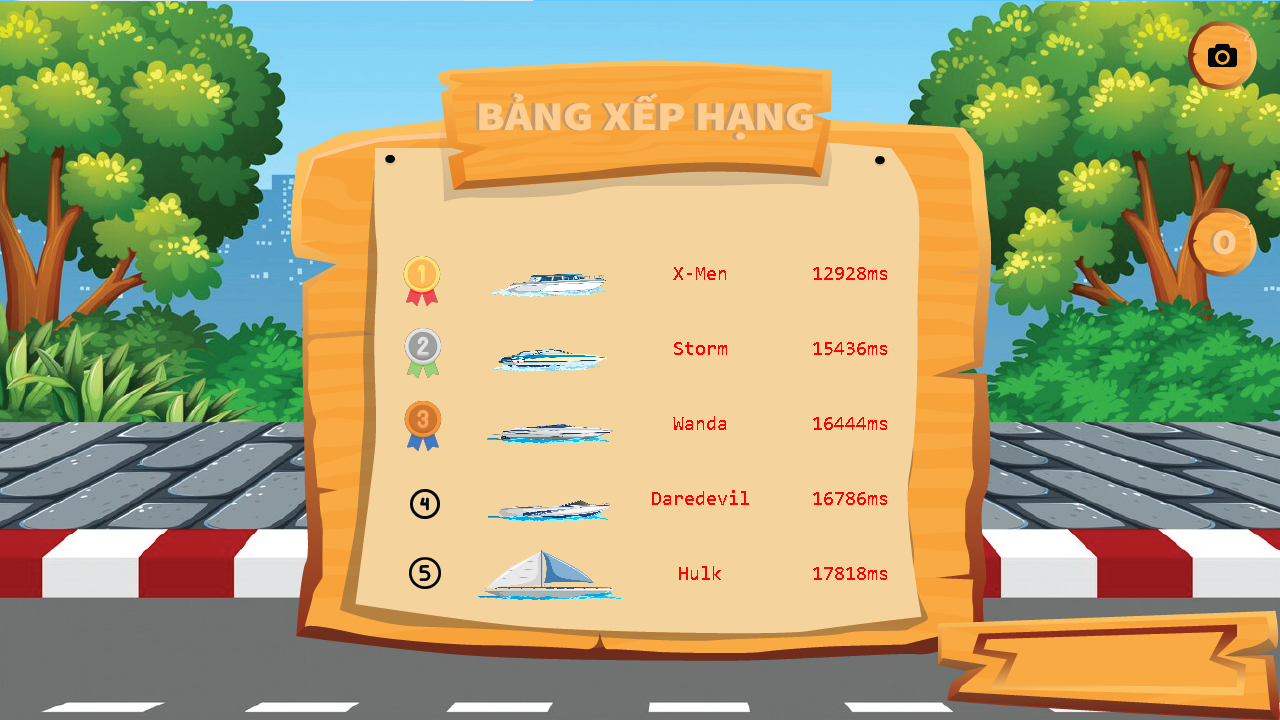 BẢNG XẾP HẠNG
1 X-Men 12928ms
2 Storm 15436ms
3 Wanda 16444ms
4 Daredevil 16786ms
5 Hulk 17818ms
O